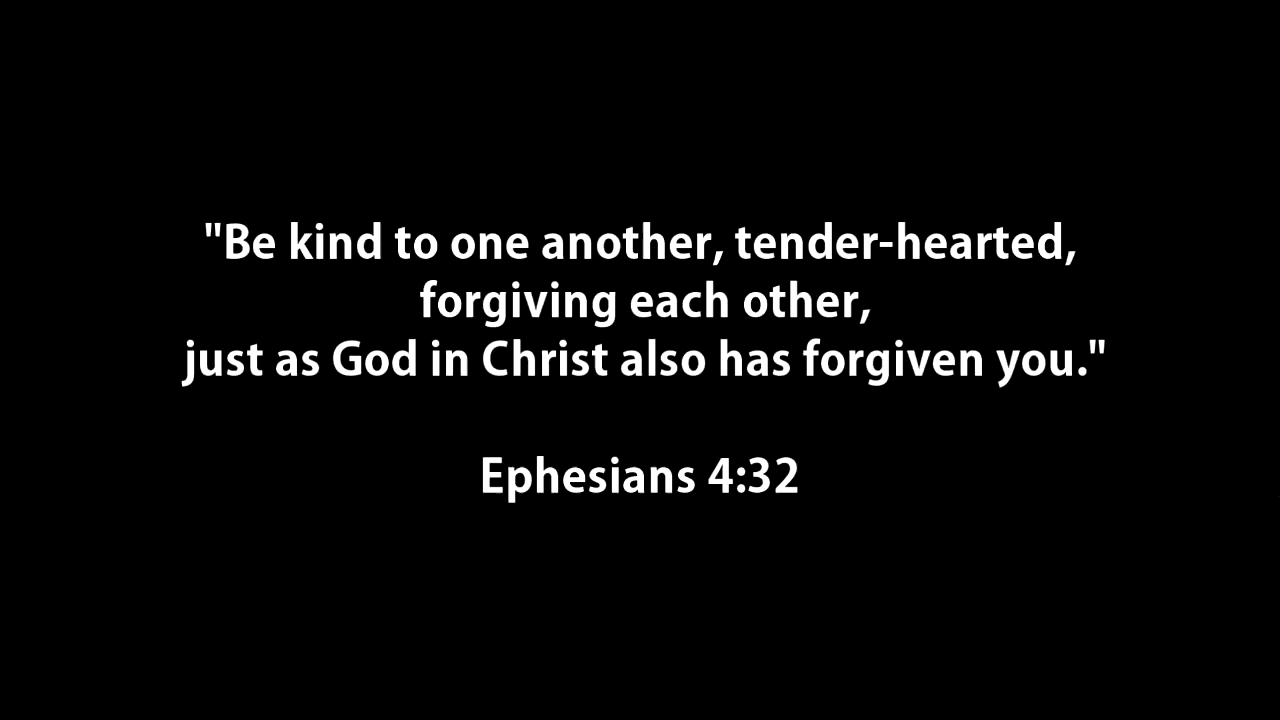 "Be kind to one another, tender-hearted,
forgiving each other,
just as God in Christ also has forgiven you."
Ephesians 4:32